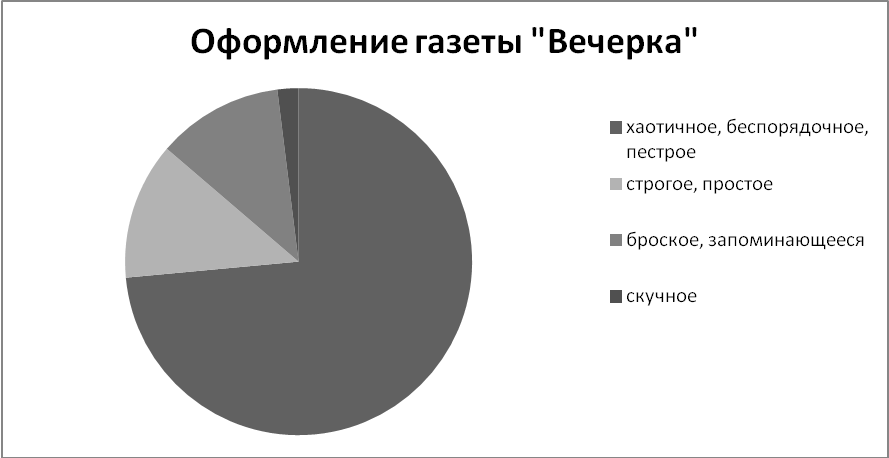 Оформление газеты "Вечерка"
хаотичное, беспорядочное,
пестрое
строгое, простое
броское, запоминающееся
скучное